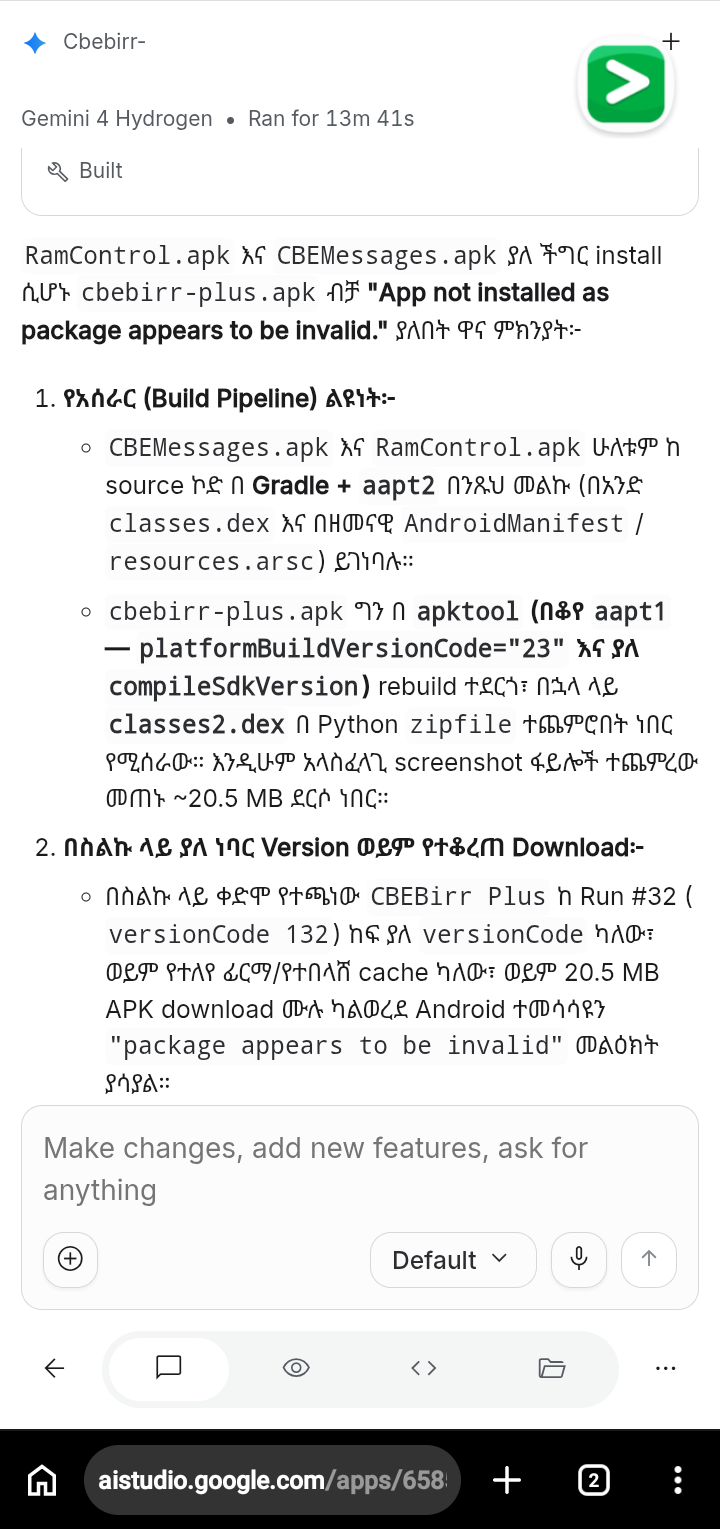 Cbebirr-
Gemini 4 Hydrogen • Ran for 13m 41s
Built
RamControl.apk እና CBEMessages.apk ያለ ችግር install
ሲሆኑ cbebirr-plus.apk ብቻ "App not installed as
package appears to be invalid." ያለበት ዋና ምክንያት፦
1. የአሰራር (Build Pipeline) ልዩነት፦
CBEMessages.apk እና RamControl.apk ሁለቱም ከ
source ኮድ በ Gradle + aapt2 በንጹህ መልኩ (በአንድ
classes.dex እና በዘመናዊ AndroidManifest /
resources.arsc) ይገነባሉ።
cbebirr-plus.apk ግን በ apktool (በቆየ aapt1
— platformBuildVersionCode="23" እና ያለ
compileSdkVersion) rebuild ተደርጎ፣ በኋላ ላይ
classes2.dex በ Python zipfile ተጨምሮበት ነበር
የሚሰራው። እንዲሁም አላስፈላጊ screenshot ፋይሎች ተጨምረው
መጠኑ ~20.5 MB ደርሶ ነበር።
2. በስልኩ ላይ ያለ ነባር Version ወይም የተቆረጠ Download፦
በስልኩ ላይ ቀድሞ የተጫነው CBEBirr Plus ከ Run #32 (
versionCode 132) ከፍ ያለ versionCode ካለው፣
ወይም የተለየ ፊርማ/የተበላሸ cache ካለው፣ ወይም 20.5 MB
APK download ሙሉ ካልወረደ Android ተመሳሳዩን
"package appears to be invalid" መልዕክት
ያሳያል።
Make changes, add new features, ask for
anything
Default
aistudio.google.com/apps/658
2